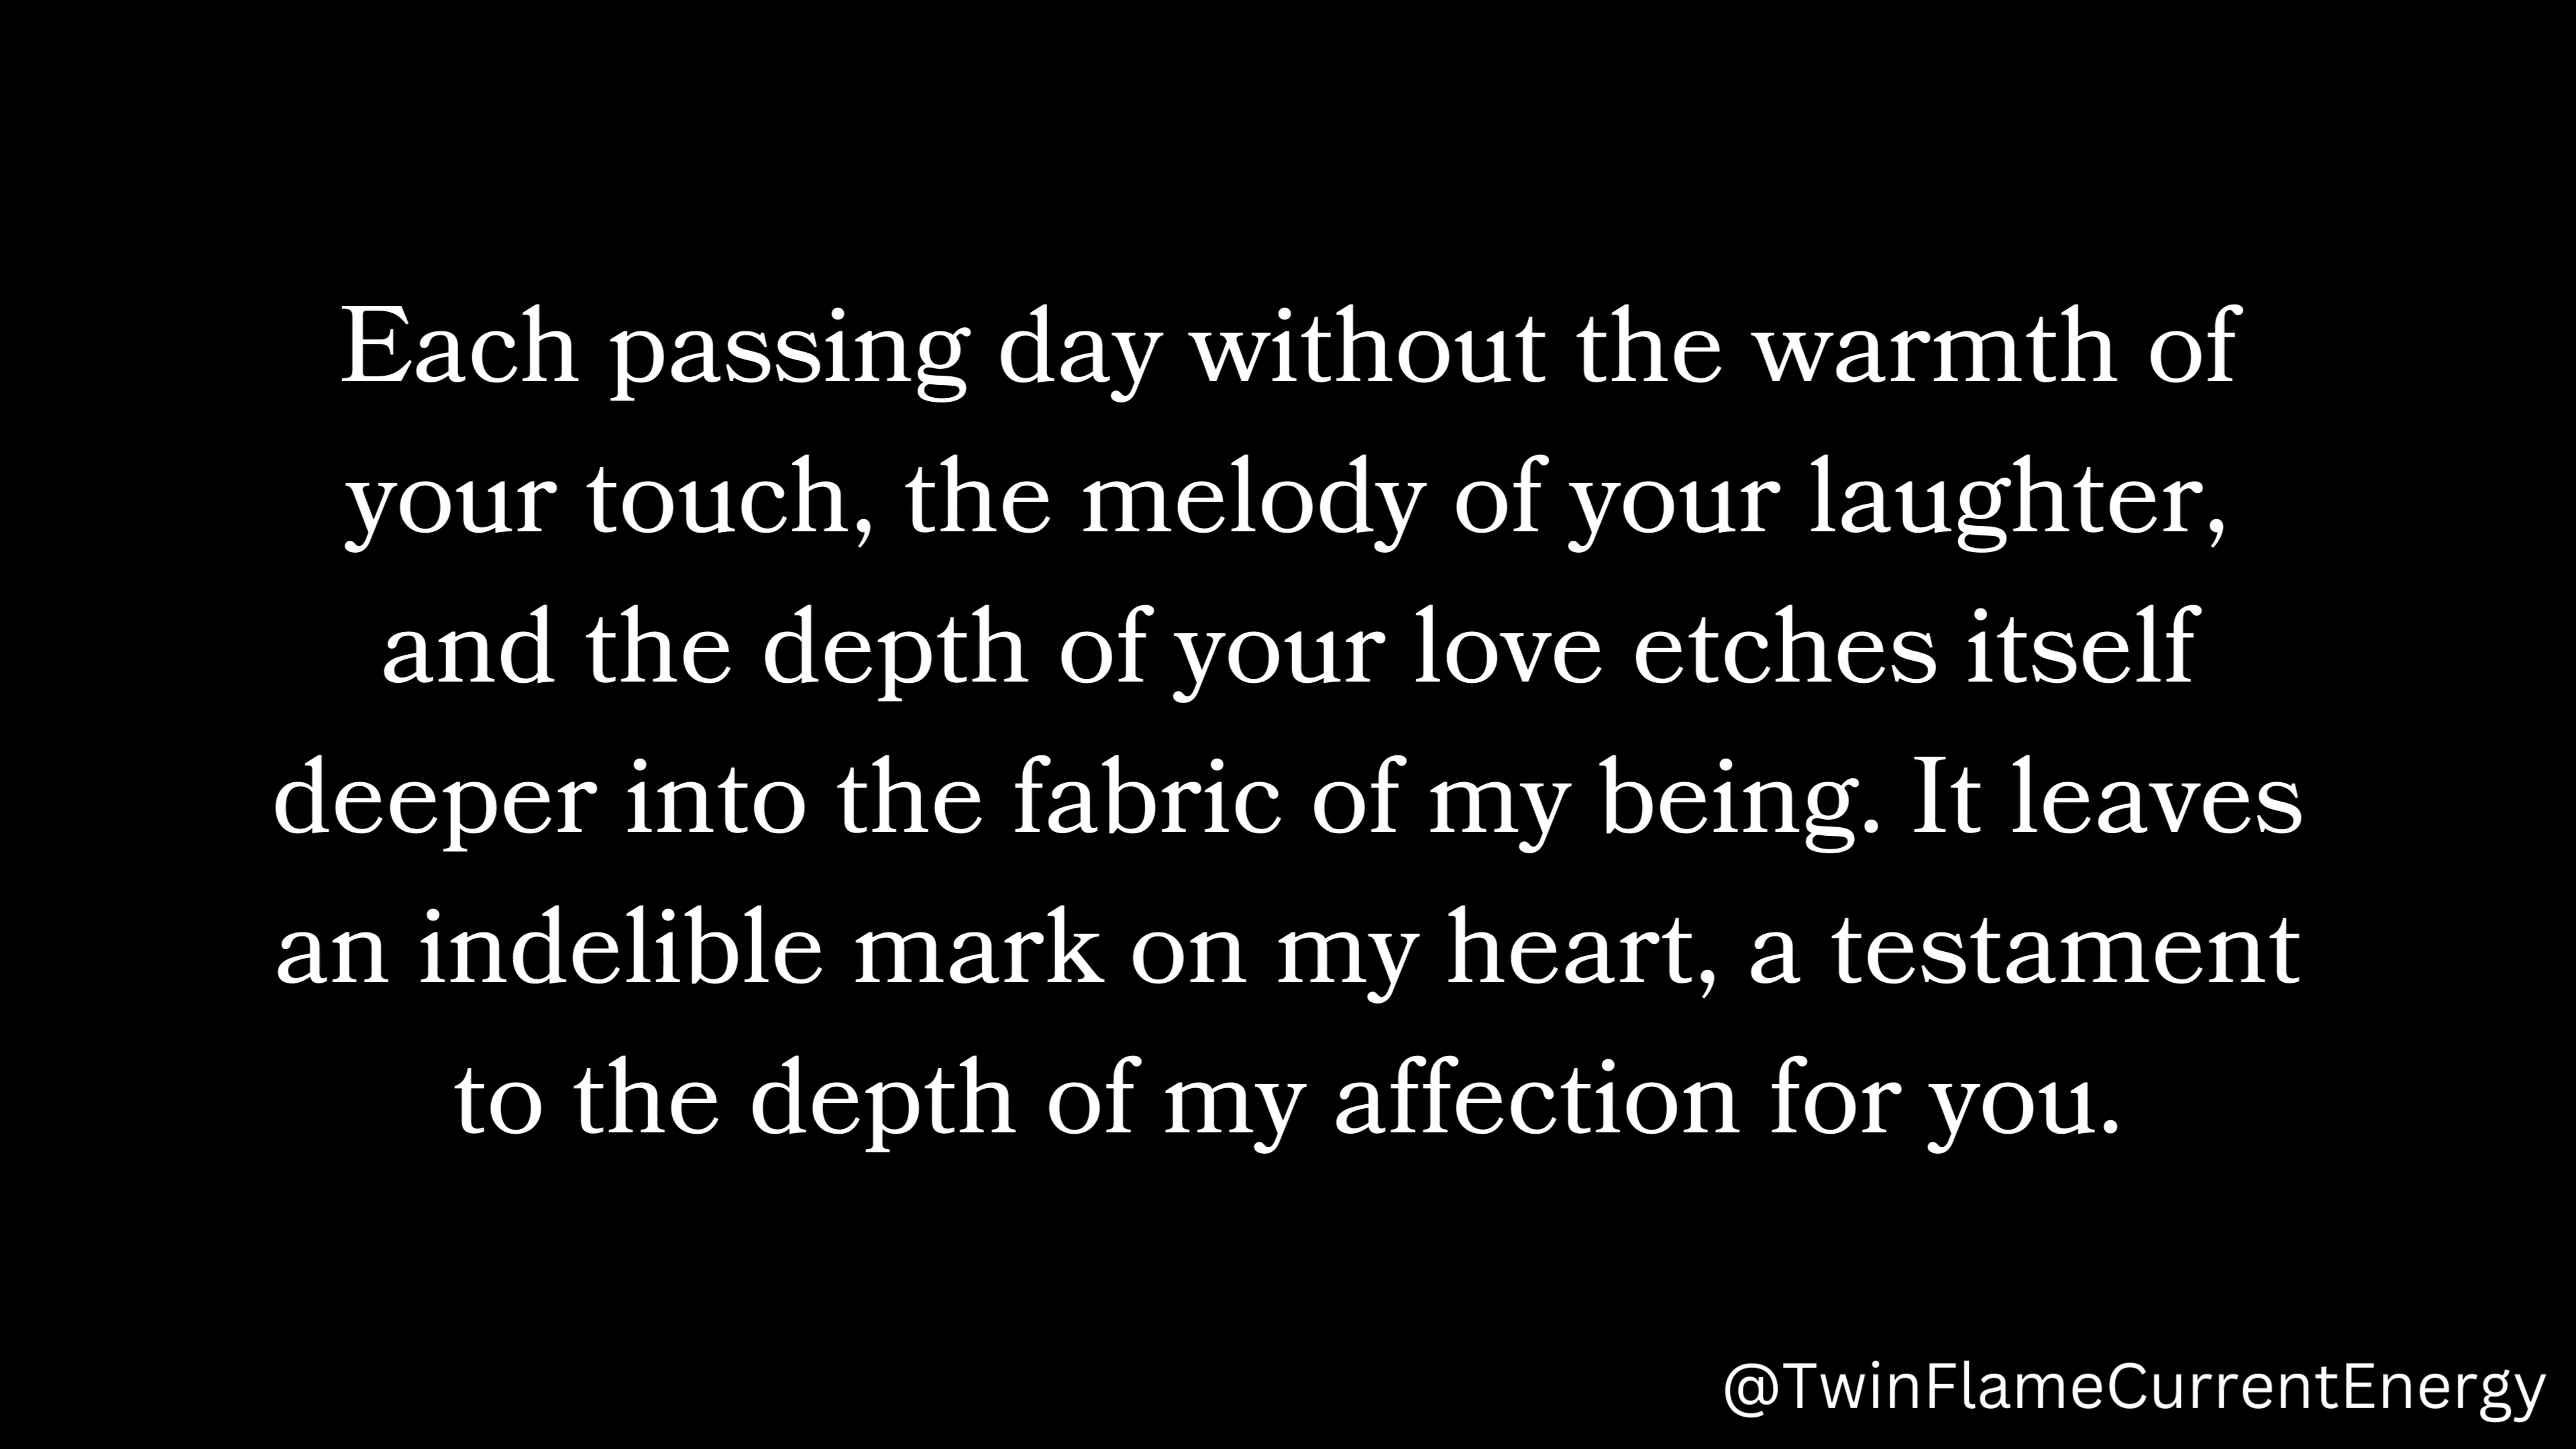 Each passing day without the warmth of
your touch, the melody of your laughter,
and the depth of your love etches itself
deeper into the fabric of my being. It leaves
an indelible mark on my heart, a testament
to the depth of my affection for you.
@TwinFlameCurrentEnergy